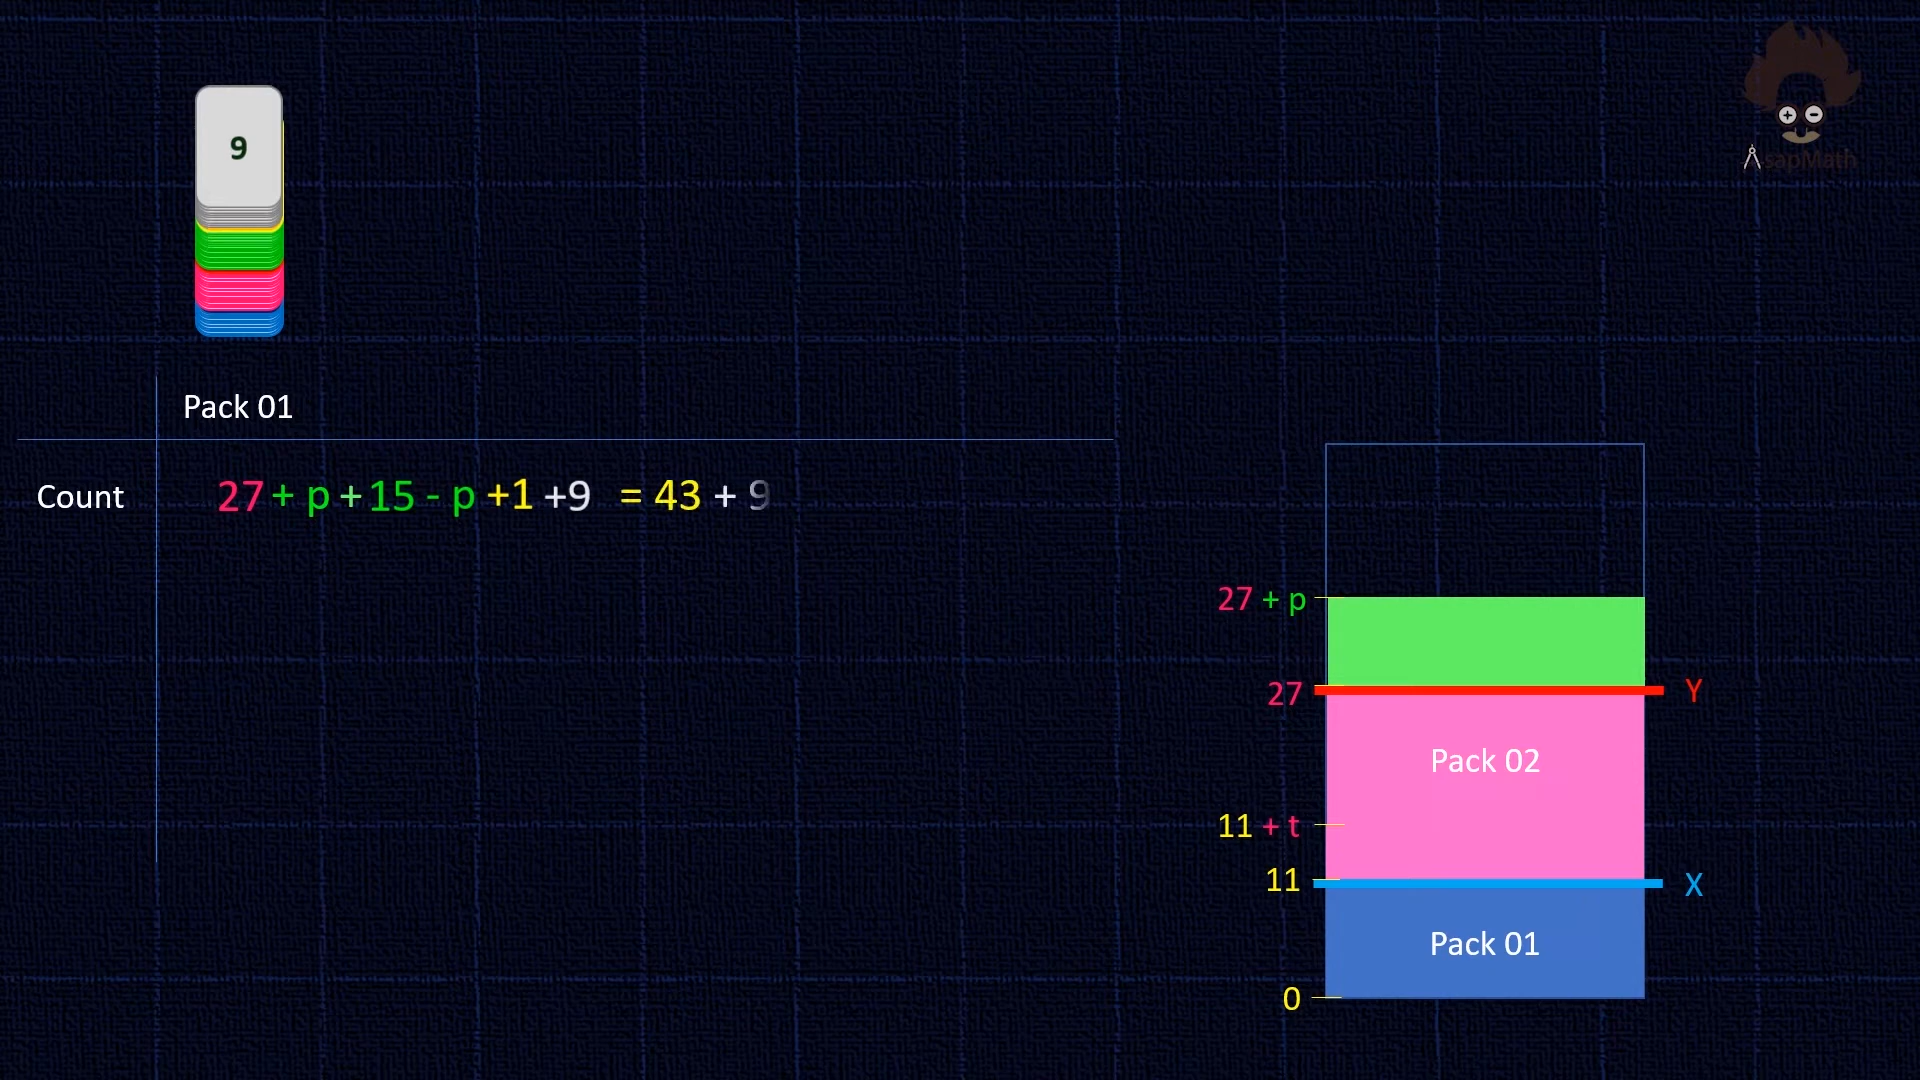 9
sapMath
Pack 01
Count 27 + p + 15 - p + 1 + 9 = 43 + 9
27 + p
27 Y
Pack 02
11 + t
11 X
Pack 01
0